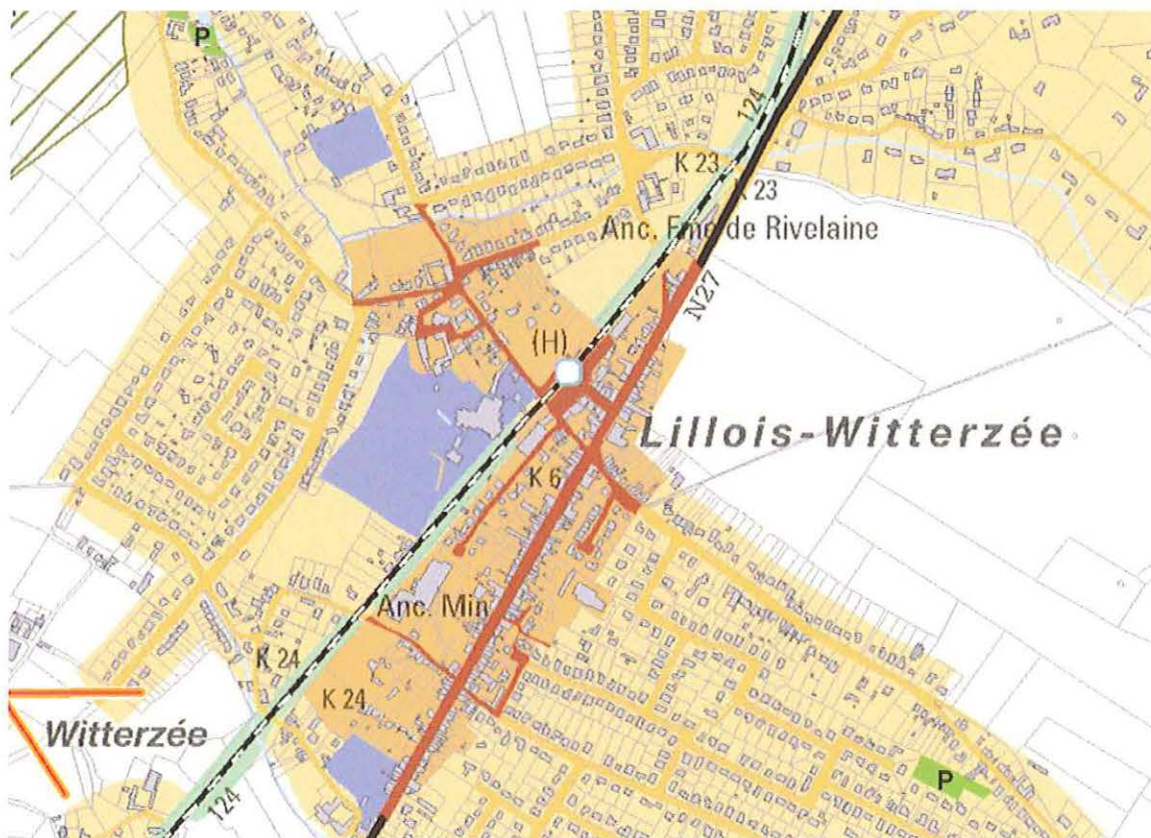 P
124
K 23
K 23
Anc. Fme de Rivelaine
N27
(H)
Lillois-Witterzée
K 6
Anc. Min
K 24
K 24
Witterzée
P
124